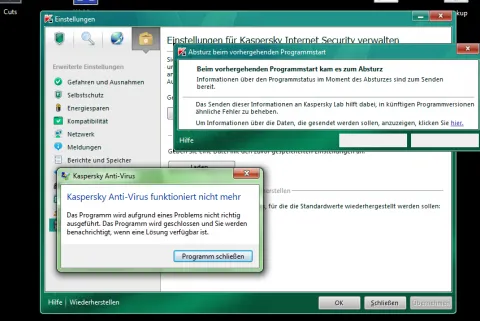 Cuts
kup
Einstellungen
Einstellungen für Kaspersky Internet Security verwalten
Absturz beim vorhergehenden Programmstart
Beim vorhergehenden Programmstart kam es zum Absturz
Informationen über den Programmstatus im Moment des Absturzes sind zum Senden
bereit.
Das Senden dieser Informationen an Kaspersky Lab hilft dabei, in künftigen Programmversionen
ähnliche Fehler zu beheben.
Um Informationen über die Daten, die gesendet werden sollen, anzuzeigen, klicken Sie hier.
Hilfe
Erweiterte Einstellungen
Gefahren und Ausnahmen
Selbstschutz
Energiesparen
Kompatibilität
Netzwerk
Meldungen
Berichte und Speicher
Laden
Kaspersky Anti-Virus
Kaspersky Anti-Virus funktioniert nicht mehr
Das Programm wird aufgrund eines Problems nicht richtig
ausgeführt. Das Programm wird geschlossen und Sie werden
benachrichtigt, wenn eine Lösung verfügbar ist.
Programm schließen
, für die die Standardwerte wiederhergestellt werden sollen:
Hilfe | Wiederherstellen
OK
Schließen
Übernehmen